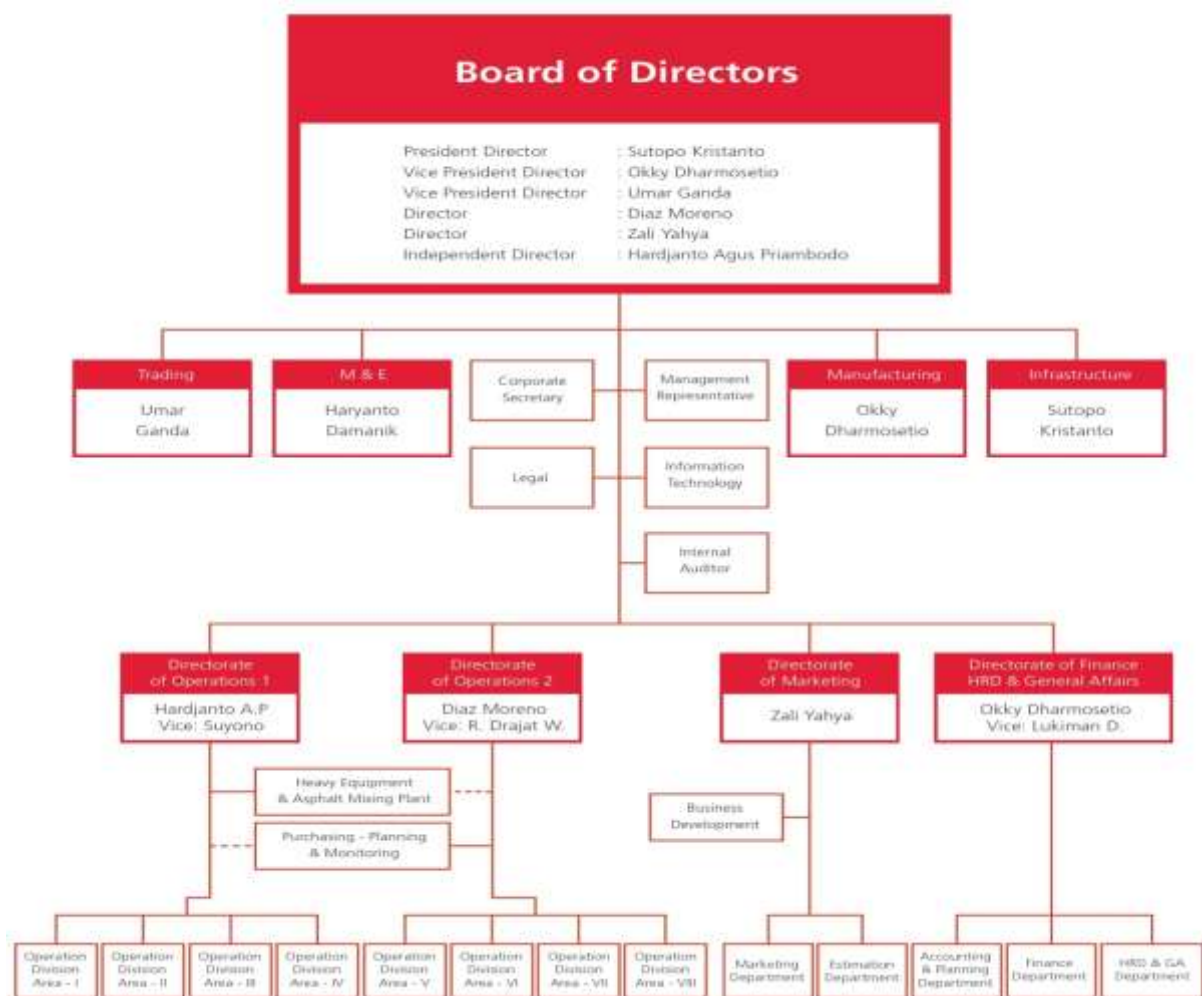 Board of Directors
President Director : Sutopo Kristanto
Vice President Director : Okky Dharmosetio
Vice President Director : Umar Ganda
Director : Diaz Moreno
Director : Zali Yahya
Independent Director : Hardjanto Agus Priambodo
Trading
Umar
Ganda
M & E
Haryanto
Damanik
Corporate
Secretary
Management
Representative
Manufacturing
Okky
Dharmosetio
Infrastructure
Sutopo
Kristanto
Legal
Information
Technology
Internal
Auditor
Directorate
of Operations 1
Hardjanto A.P
Vice: Suyono
Directorate
of Operations 2
Diaz Moreno
Vice: R. Drajat W.
Directorate
of Marketing
Zali Yahya
Directorate of Finance
HRD & General Affairs
Okky Dharmosetio
Vice: Lukiman D.
Heavy Equipment
& Asphalt Mixing Plant
Purchasing - Planning
& Monitoring
Business
Development
Operation
Division
Area - I
Operation
Division
Area - II
Operation
Division
Area - III
Operation
Division
Area - IV
Operation
Division
Area - V
Operation
Division
Area - VI
Operation
Division
Area - VII
Operation
Division
Area - VIII
Marketing
Department
Estimation
Department
Accounting
& Planning
Department
Finance
Department
HRD & GA
Department